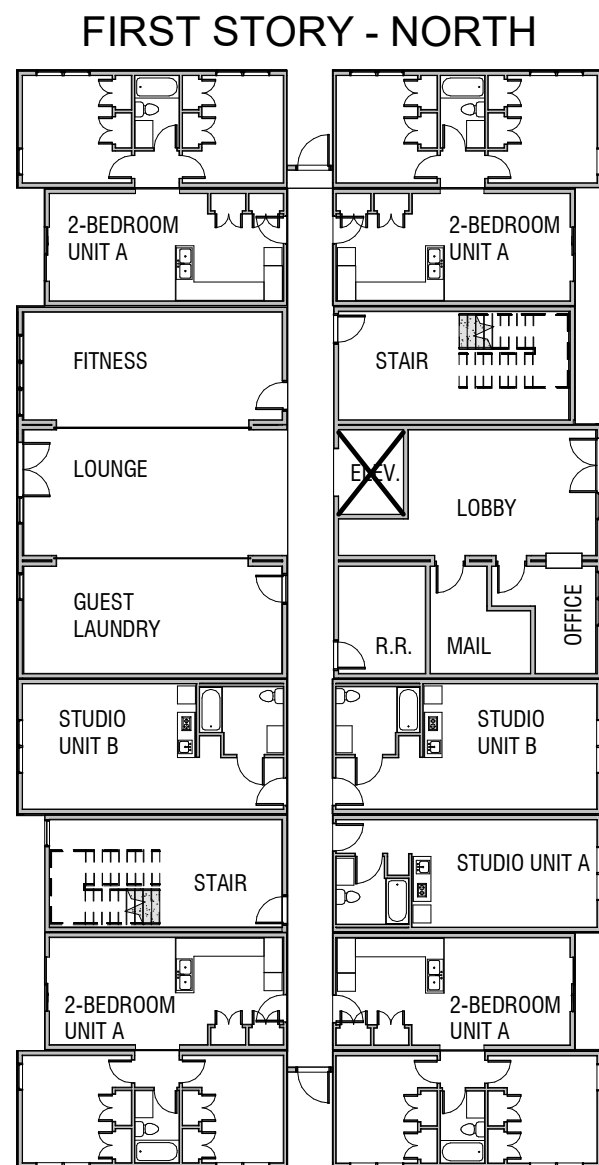 FIRST STORY - NORTH
2-BEDROOM
UNIT A
2-BEDROOM
UNIT A
FITNESS
STAIR
LOUNGE
ELEV.
LOBBY
GUEST
LAUNDRY
R.R.
MAIL
OFFICE
STUDIO
UNIT B
STUDIO
UNIT B
STAIR
STUDIO UNIT A
2-BEDROOM
UNIT A
2-BEDROOM
UNIT A